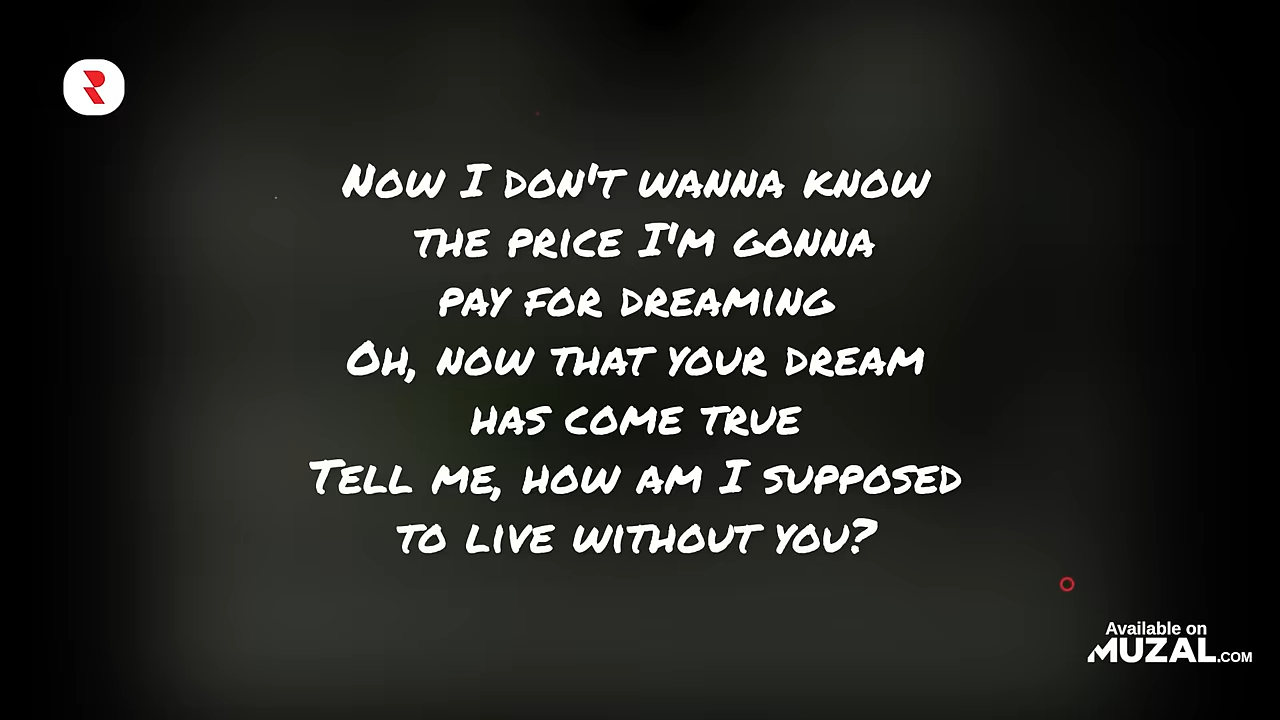 Now I don't wanna know
the price I'm gonna
pay for dreaming
Oh, now that your dream
has come true
Tell me, how am I supposed
to live without you?
Available on
MUZAL.COM